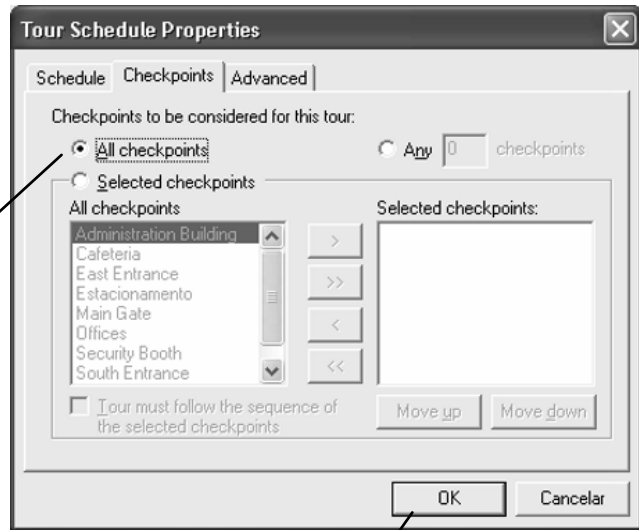 Tour Schedule Properties
Schedule Checkpoints Advanced
Checkpoints to be considered for this tour:
All checkpoints Any 0 checkpoints
Selected checkpoints
All checkpoints Selected checkpoints:
Administration Building
Cafeteria
East Entrance
Estacionamento
Main Gate
Offices
Security Booth
South Entrance
>
>>
<
<<
Tour must follow the sequence of
the selected checkpoints
Move up Move down
OK Cancelar